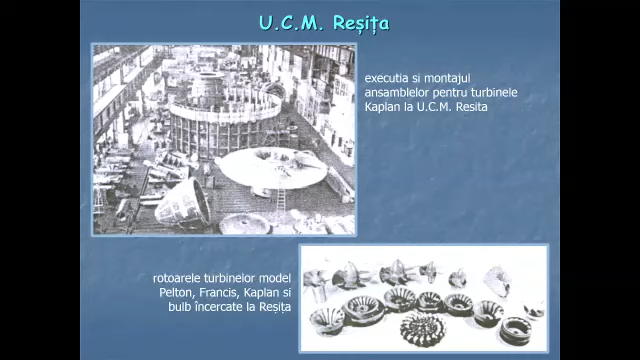 U.C.M. Reșița
executia si montajul
ansamblelor pentru turbinele
Kaplan la U.C.M. Resita
rotoarele turbinelor model
Pelton, Francis, Kaplan si
bulb încercate la Reșița